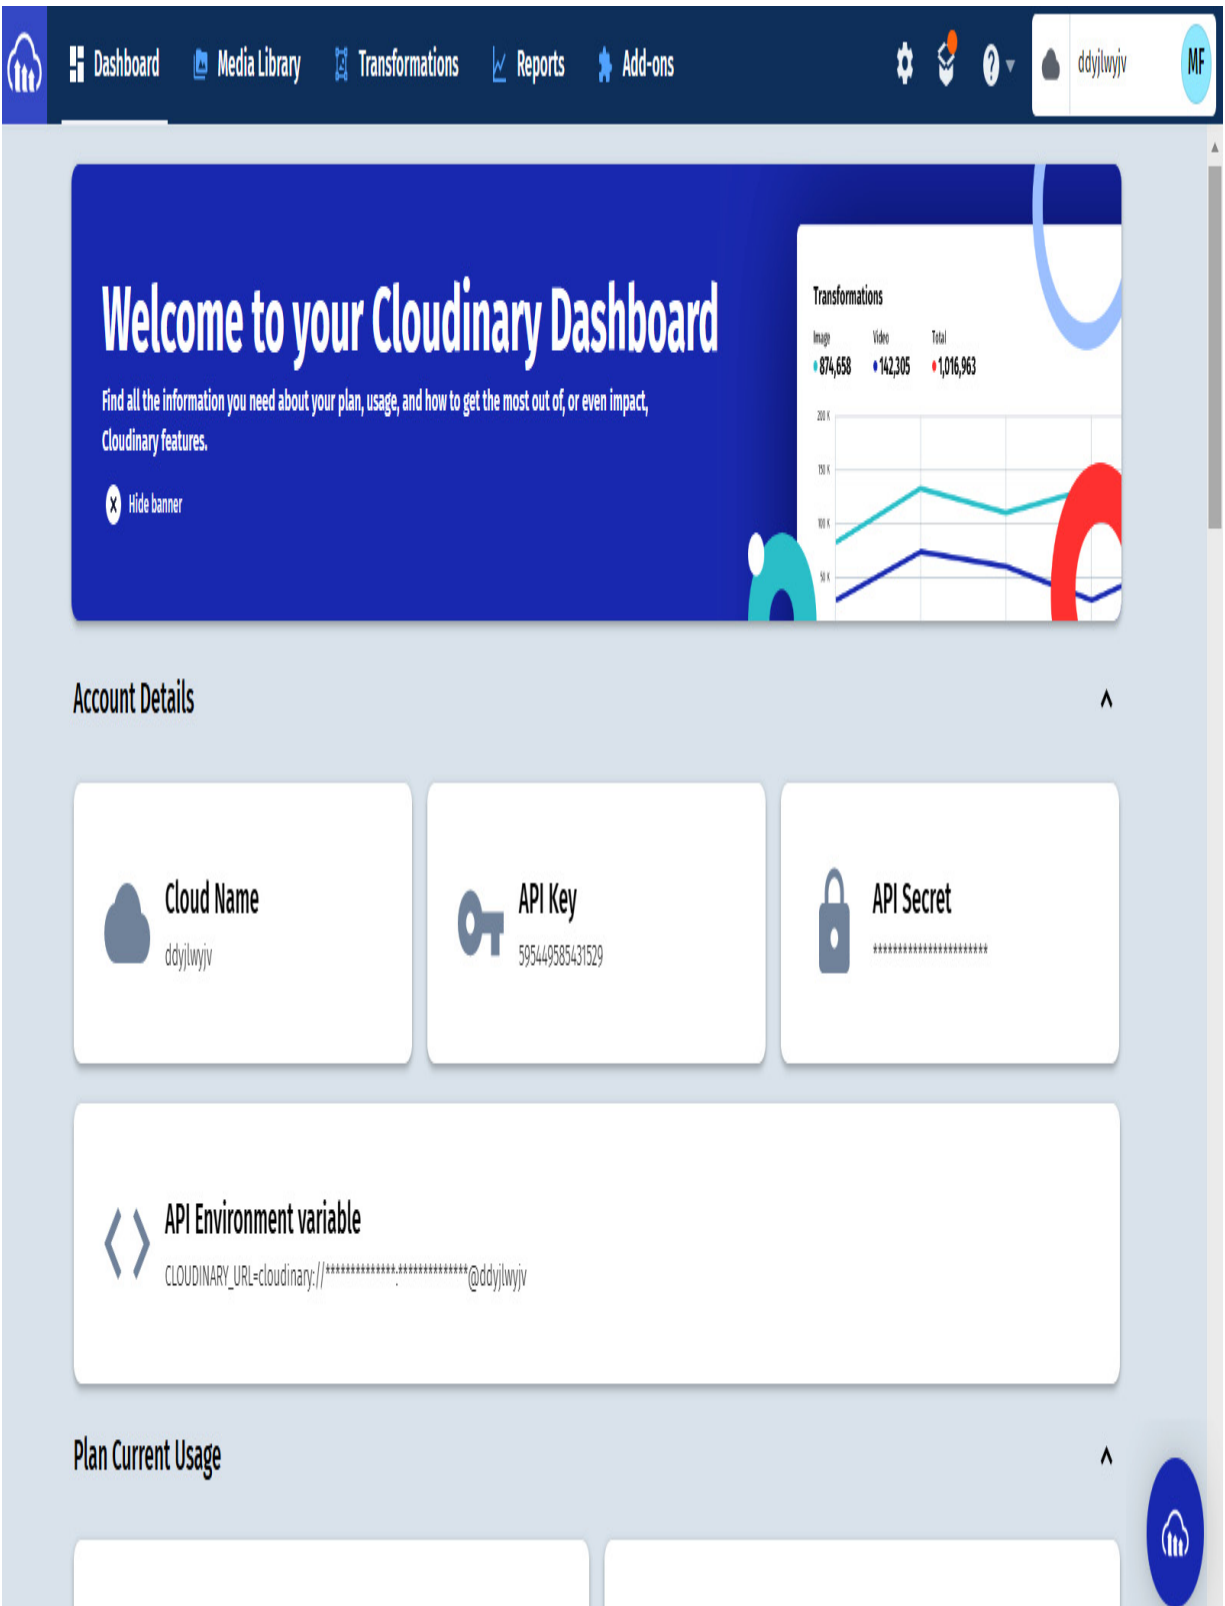 Dashboard Media Library Transformations Reports Add-ons ddyjlwyjv MF
Welcome to your Cloudinary Dashboard
Find all the information you need about your plan, usage, and how to get the most out of, or even impact,
Cloudinary features.
Hide banner
Transformations
Image Video Total
874,658 142,305 1,016,963
200 K
150 K
100 K
50 K
Account Details
Cloud Name
ddyjlwyjv
API Key
595449585431529
API Secret
***********************
API Environment variable
CLOUDINARY_URL=cloudinary://**************:**************@ddyjlwyjv
Plan Current Usage